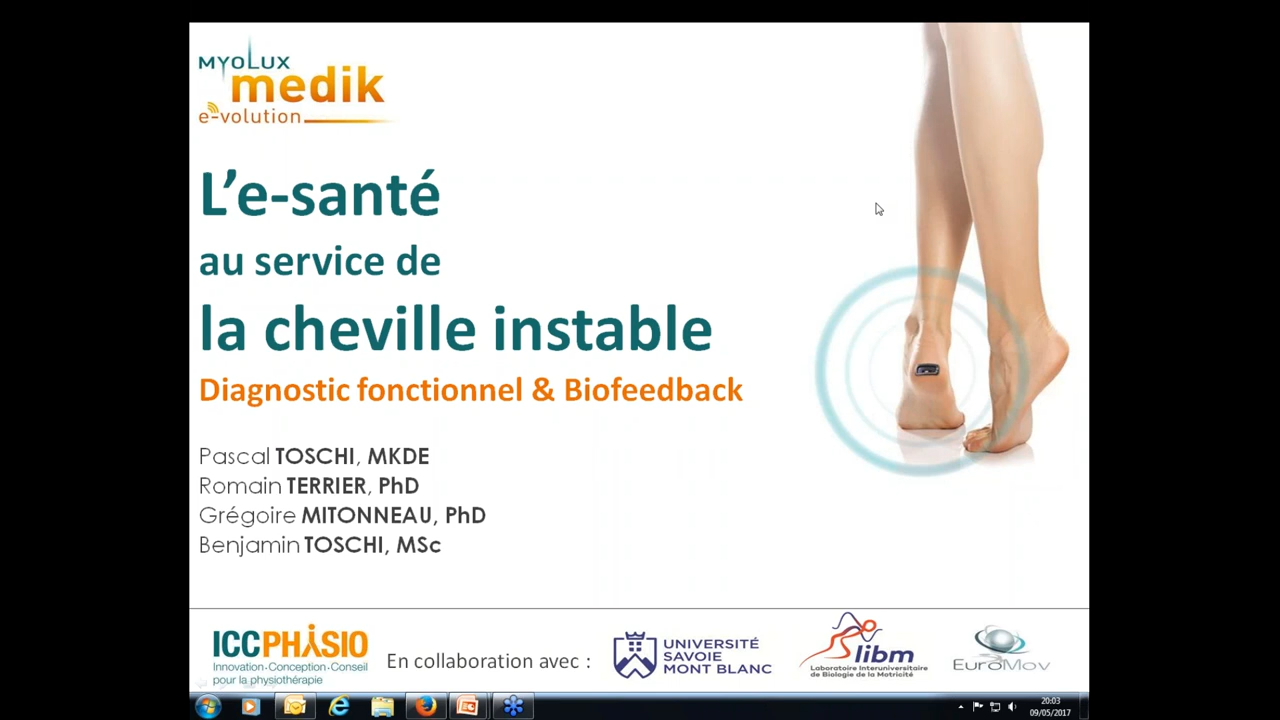 MYOLUX
medik
e-volution
L’e-santé
au service de
la cheville instable
Diagnostic fonctionnel & Biofeedback
Pascal TOSCHI, MKDE
Romain TERRIER, PhD
Grégoire MITONNEAU, PhD
Benjamin TOSCHI, MSc
ICCPHYSIO
Innovation•Conception•Conseil
pour la physiothérapie
En collaboration avec :
UNIVERSITÉ
SAVOIE
MONT BLANC
libm
Laboratoire Interuniversitaire
de Biologie de la Motricité
EuroMov
20:03
09/05/2017